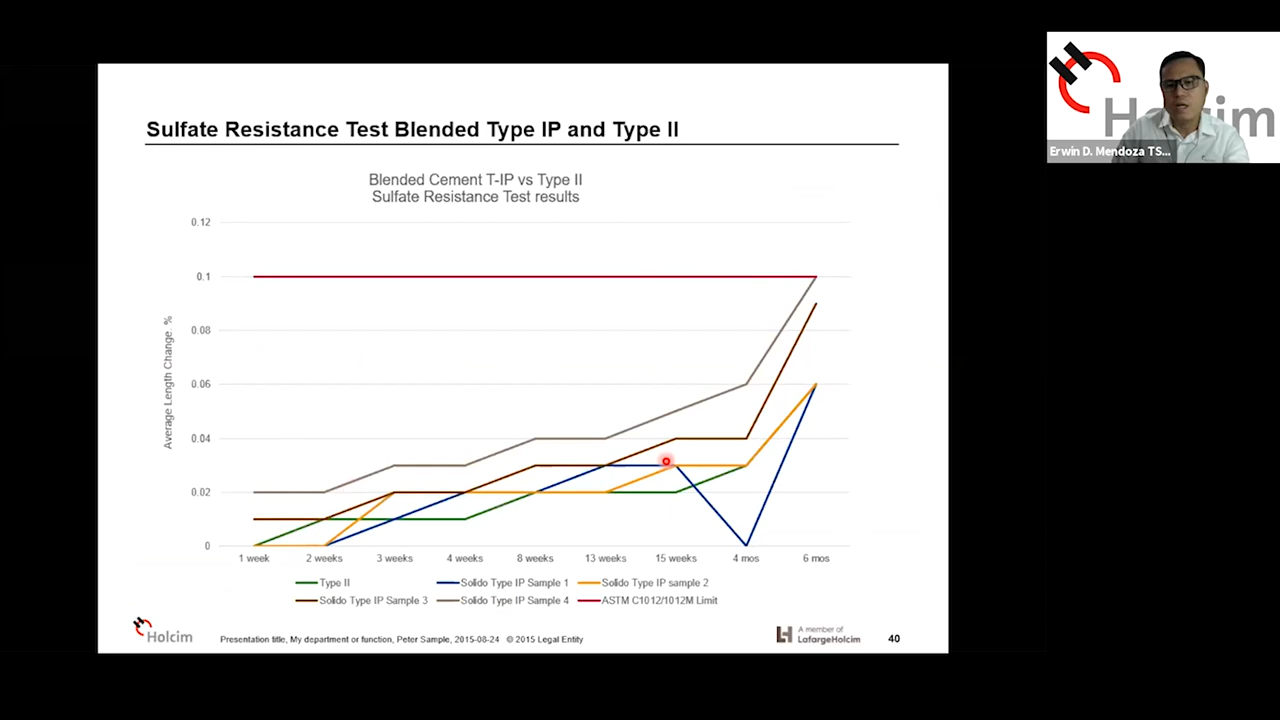 Sulfate Resistance Test Blended Type IP and Type II
Blended Cement T-IP vs Type II
Sulfate Resistance Test results
Average Length Change. %
0.12
0.1
0.08
0.06
0.04
0.02
0
1 week 2 weeks 3 weeks 4 weeks 8 weeks 13 weeks 15 weeks 4 mos 6 mos
Type II Solido Type IP Sample 1 Solido Type IP sample 2
Solido Type IP Sample 3 Solido Type IP Sample 4 ASTM C1012/1012M Limit
Holcim
Presentation title, My department or function, Peter Sample, 2015-08-24 © 2015 Legal Entity
A member of
LafargeHolcim
40
Holcim
Erwin D. Mendoza TS...